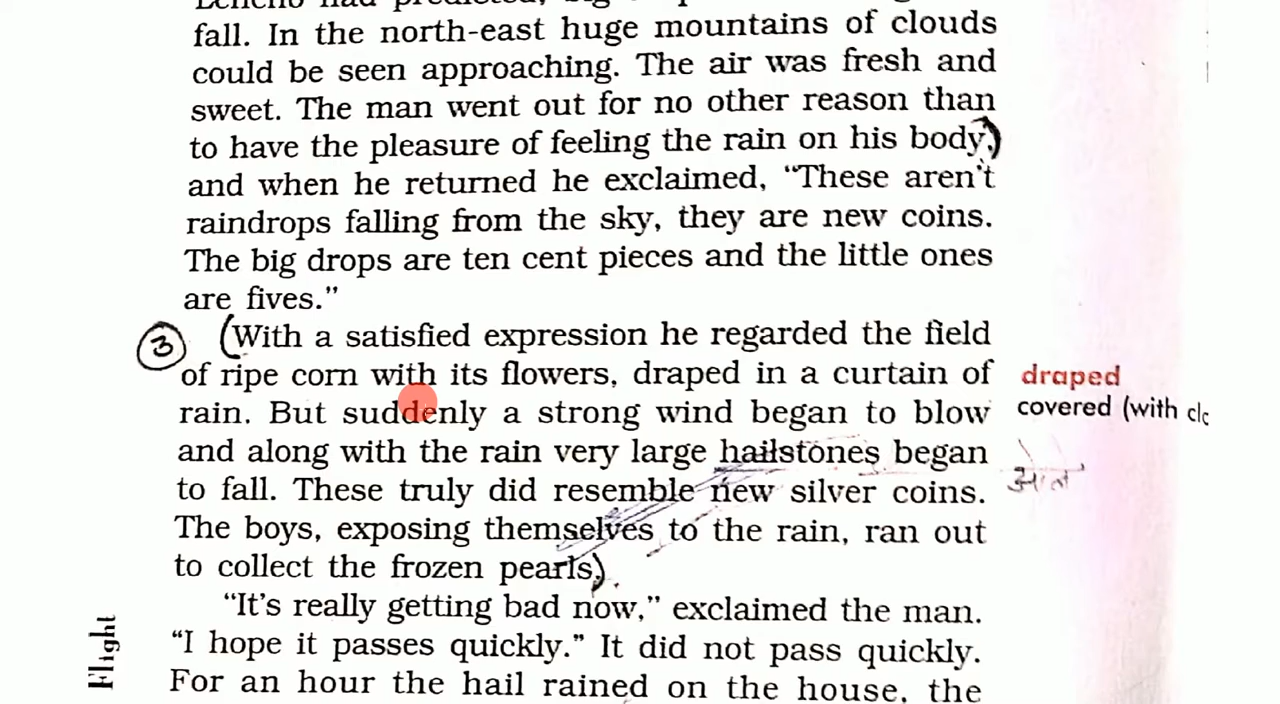 fall. In the north-east huge mountains of clouds
could be seen approaching. The air was fresh and
sweet. The man went out for no other reason than
to have the pleasure of feeling the rain on his body,)
and when he returned he exclaimed, “These aren't
raindrops falling from the sky, they are new coins.
The big drops are ten cent pieces and the little ones
are fives.”
3 (With a satisfied expression he regarded the field
of ripe corn with its flowers, draped in a curtain of
rain. But suddenly a strong wind began to blow
and along with the rain very large hailstones began
to fall. These truly did resemble new silver coins.
The boys, exposing themselves to the rain, ran out
to collect the frozen pearls).
“It's really getting bad now,” exclaimed the man.
“I hope it passes quickly.” It did not pass quickly.
For an hour the hail rained on the house, the
draped
covered (with
Flight